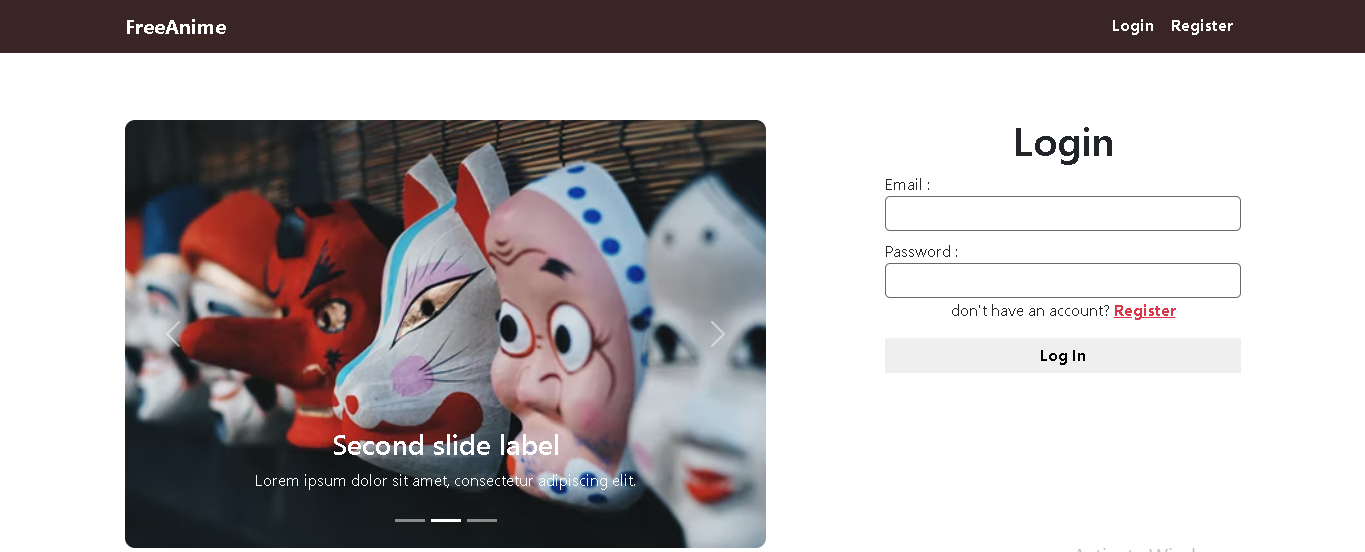 FreeAnime
Login Register
Login
Email :
Password :
don't have an account? Register
Log In
Second slide label
Lorem ipsum dolor sit amet, consectetur adipiscing elit.